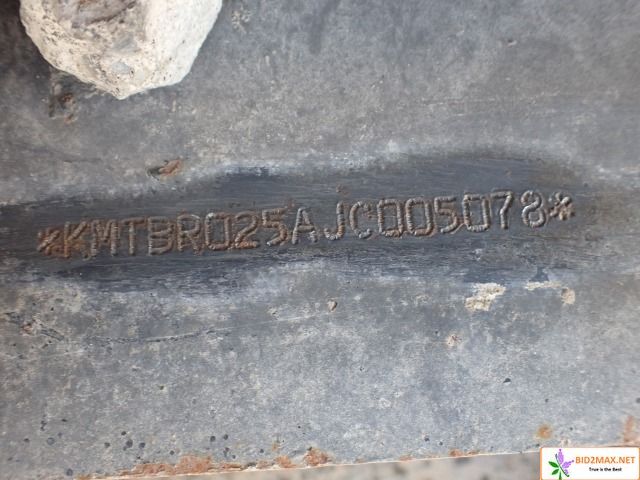 *KMTBR025AJC005078*
BID2MAX.NET
True is the Best